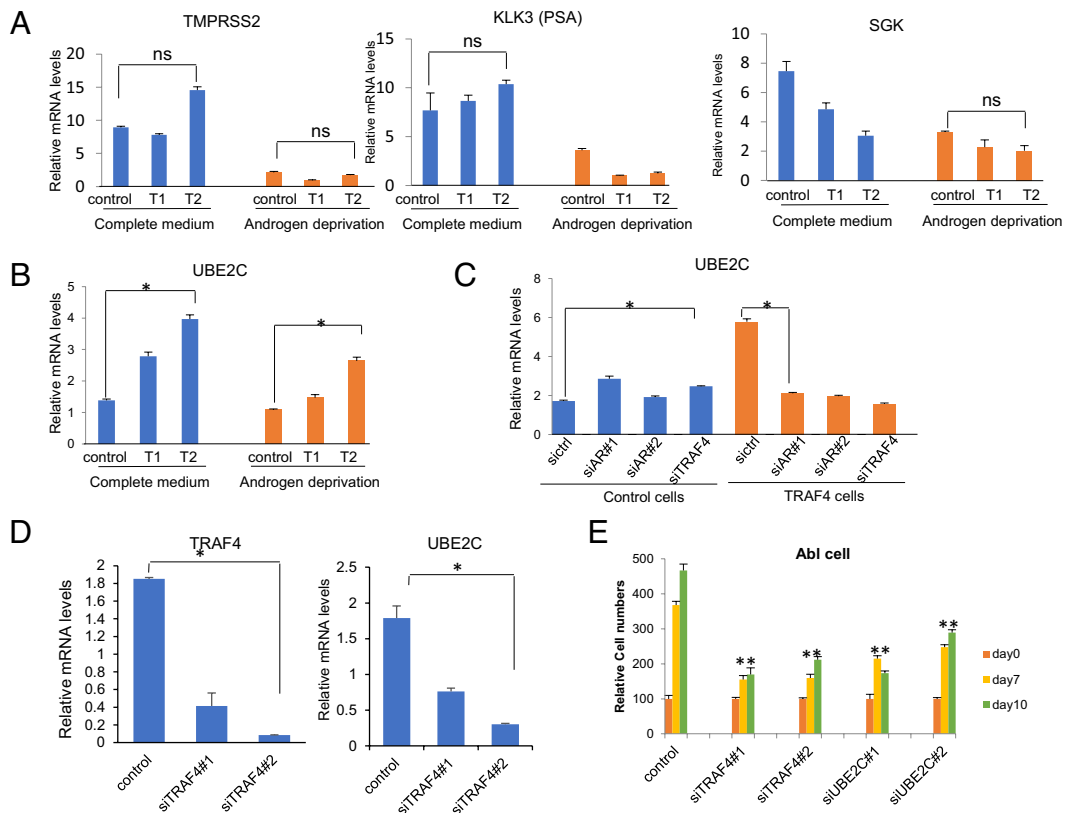 A
TMPRSS2
Relative mRNA levels
25
20
15
10
5
0
ns
ns
control T1 T2 control T1 T2
Complete medium Androgen deprivation
KLK3 (PSA)
Relative mRNA levels
15
10
5
0
ns
control T1 T2 control T1 T2
Complete medium Androgen deprivation
SGK
Relative mRNA levels
10
8
6
4
2
0
ns
control T1 T2 control T1 T2
Complete medium Androgen deprivation
B
UBE2C
Relative mRNA levels
5
4
3
2
1
0
*
*
control T1 T2 control T1 T2
Complete medium Androgen deprivation
C
UBE2C
Relative mRNA levels
8
6
4
2
0
*
*
sictrl siAR#1 siAR#2 siTRAF4 sictrl siAR#1 siAR#2 siTRAF4
Control cells TRAF4 cells
D
TRAF4
Relative mRNA levels
2
1.8
1.6
1.4
1.2
1
0.8
0.6
0.4
0.2
0
*
control siTRAF4#1 siTRAF4#2
UBE2C
Relative mRNA levels
2.5
2
1.5
1
0.5
0
*
control siTRAF4#1 siTRAF4#2
E
Abl cell
Relative Cell numbers
500
400
300
200
100
0
** ** ** **
control siTRAF4#1 siTRAF4#2 siUBE2C#1 siUBE2C#2
day0
day7
day10